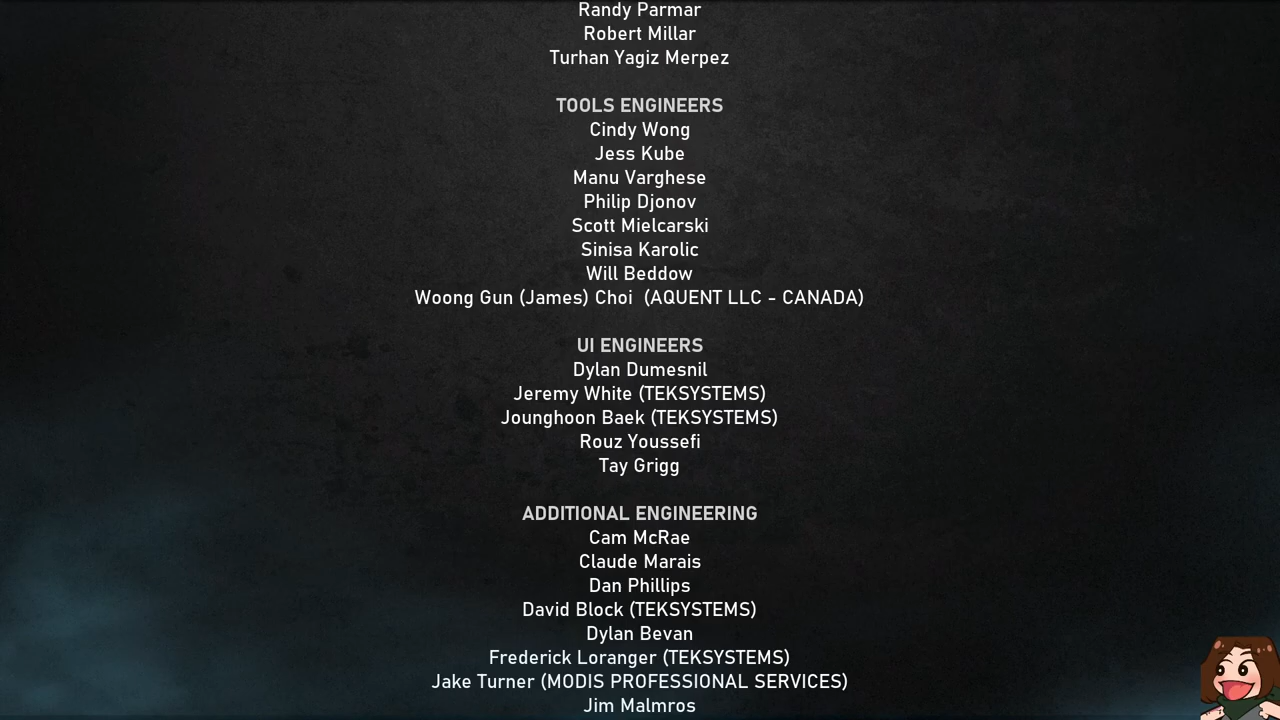 Randy Parmar
Robert Millar
Turhan Yagiz Merpez
TOOLS ENGINEERS
Cindy Wong
Jess Kube
Manu Varghese
Philip Djonov
Scott Mielcarski
Sinisa Karolic
Will Beddow
Woong Gun (James) Choi (AQUENT LLC - CANADA)
UI ENGINEERS
Dylan Dumesnil
Jeremy White (TEKSYSTEMS)
Jounghoon Baek (TEKSYSTEMS)
Rouz Youssefi
Tay Grigg
ADDITIONAL ENGINEERING
Cam McRae
Claude Marais
Dan Phillips
David Block (TEKSYSTEMS)
Dylan Bevan
Frederick Loranger (TEKSYSTEMS)
Jake Turner (MODIS PROFESSIONAL SERVICES)
Jim Malmros